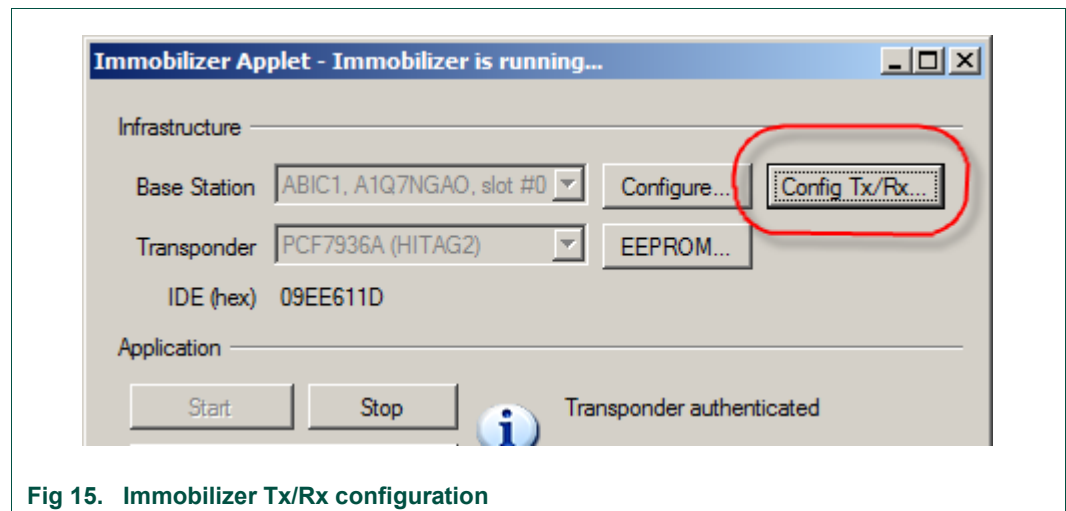 Immobilizer Applet - Immobilizer is running...
Infrastructure
Base Station ABIC1, A1Q7NGAO, slot #0 Configure... Config Tx/Rx...
Transponder PCF7936A (HITAG2) EEPROM...
IDE (hex) 09EE611D
Application
Start Stop i Transponder authenticated
Fig 15. Immobilizer Tx/Rx configuration